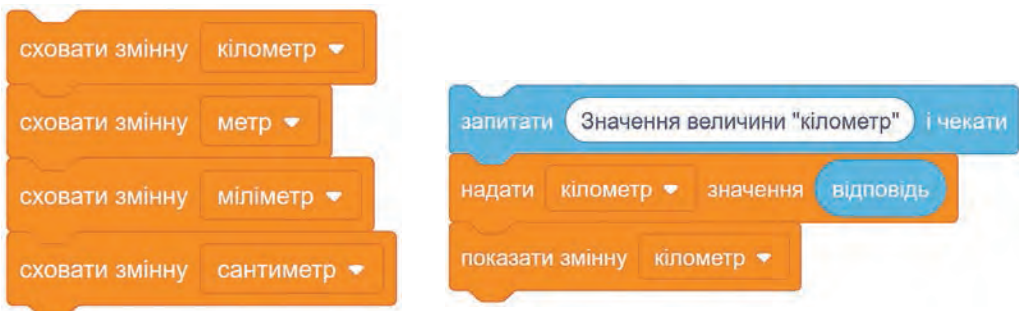 сховати змінну кілометр
сховати змінну метр
сховати змінну міліметр
сховати змінну сантиметр
запитати Значення величини "кілометр" і чекати
надати кілометр значення відповідь
показати змінну кілометр